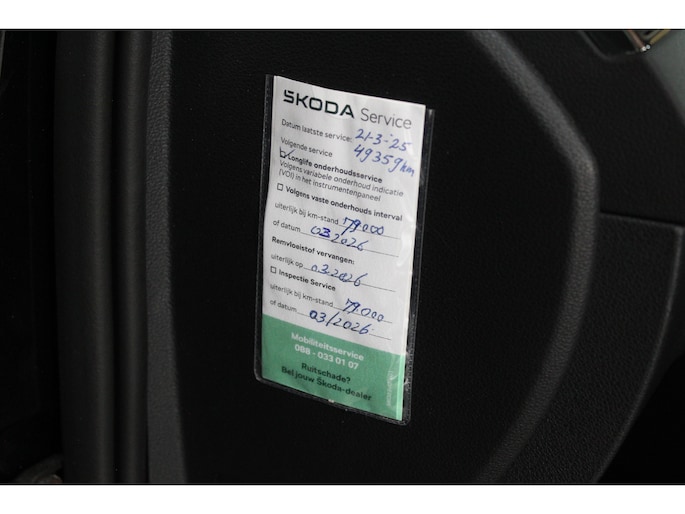 ŠKODA Service
Datum laatste service: 21-3-'25
Volgende service 49359km
Longlife onderhoudsservice
Volgens variabele onderhoud indicatie
(VOI) in het instrumentenpaneel
Volgens vaste onderhouds interval
uiterlijk bij km-stand 79.000
of datum 03.2026
Remvloeistof vervangen:
uiterlijk op 03-2026
Inspectie Service
uiterlijk bij km-stand 79.000
of datum 03/2026
Mobiliteitsservice
088 - 033 01 07
Ruitschade?
Bel jouw Škoda-dealer